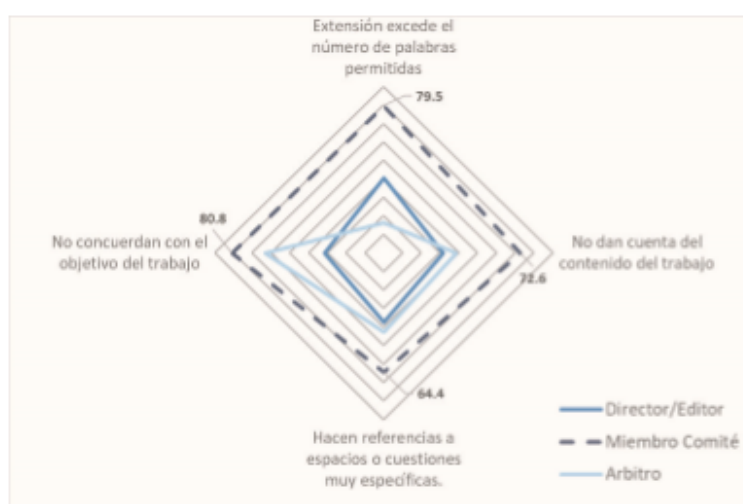 Extensión excede el
número de palabras
permitidas
79.5
80.8
No concuerdan con el
objetivo del trabajo
No dan cuenta del
contenido del trabajo
72.6
64.4
Hacen referencias a
espacios o cuestiones
muy específicas.
Director/Editor
Miembro Comité
Arbitro